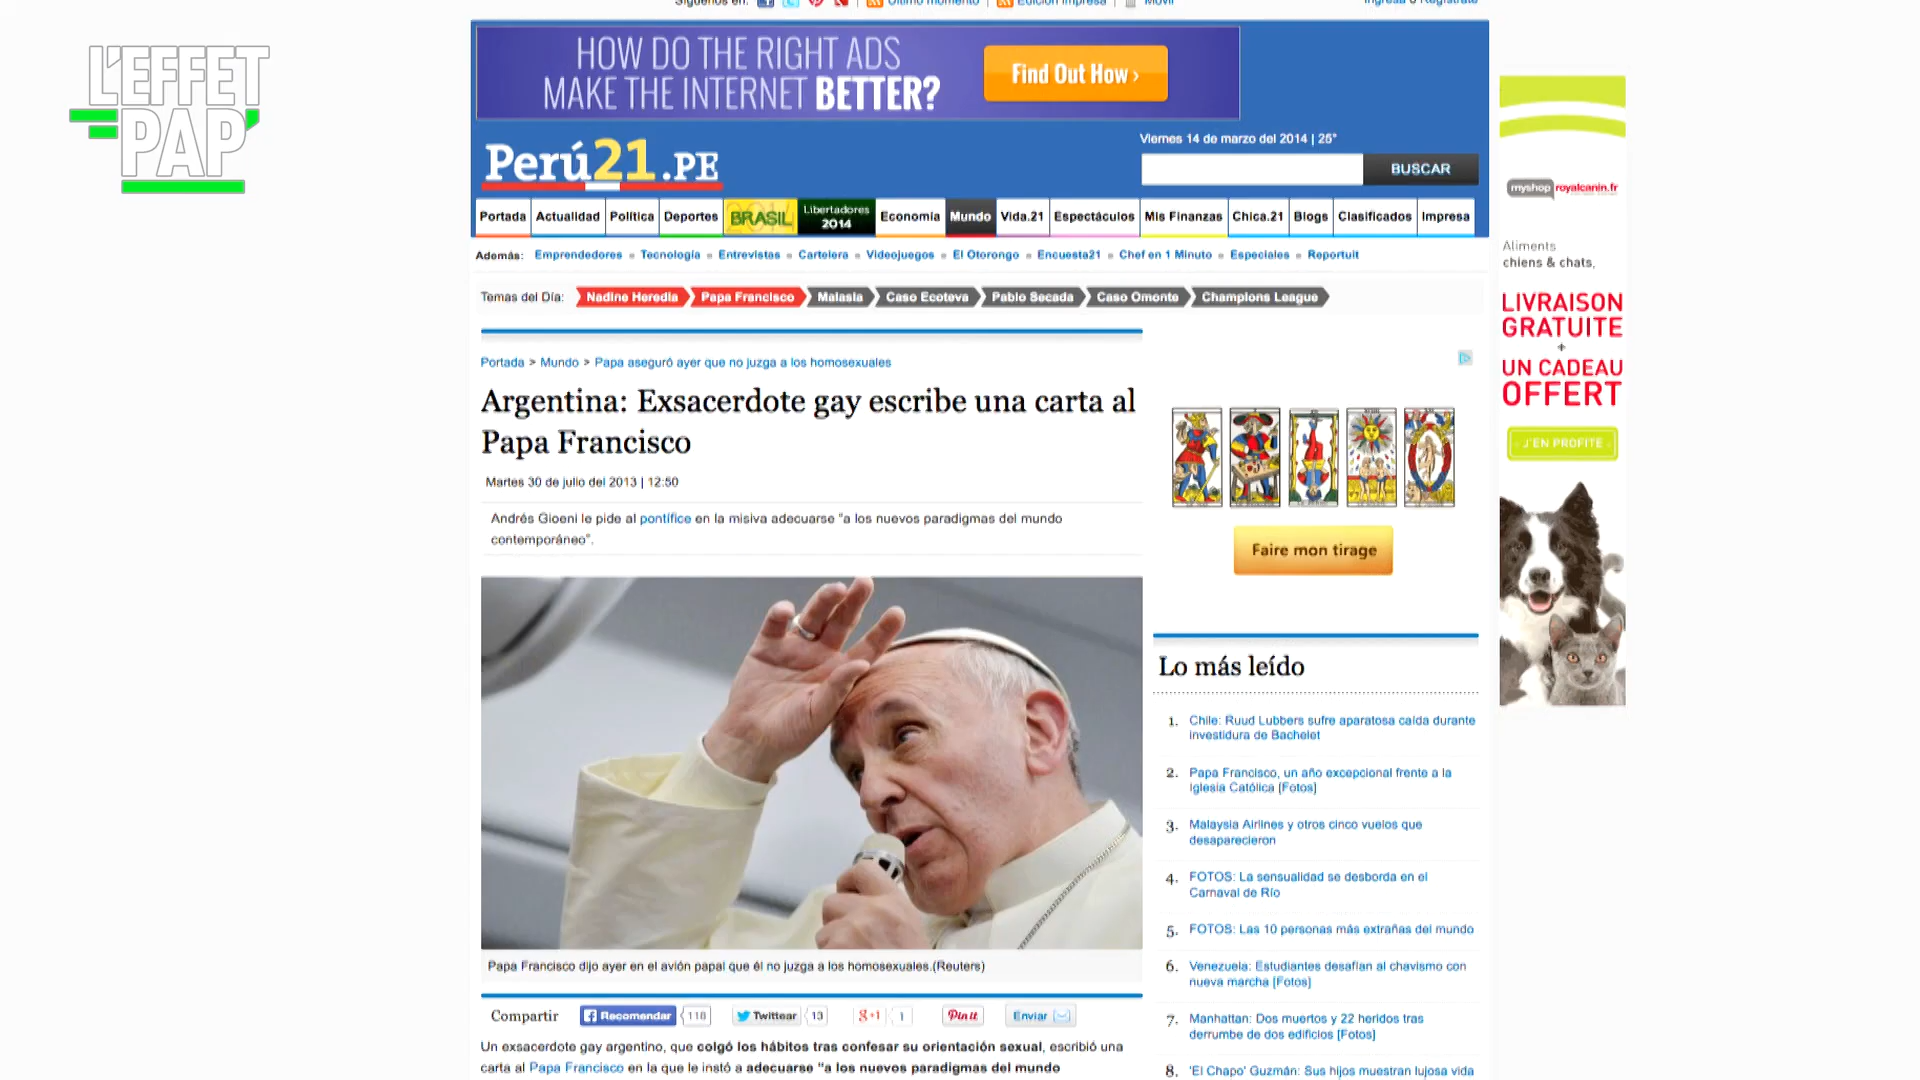 Síguenos en:
Último momento
Edición Impresa
Móvil
Ingresa o Regístrate
L'EFFET
PAP'
HOW DO THE RIGHT ADS
MAKE THE INTERNET BETTER?
Find Out How ›
Perú21.PE
Viernes 14 de marzo del 2014 | 25°
BUSCAR
Portada Actualidad Política Deportes BRASIL Libertadores 2014 Economía Mundo Vida.21 Espectáculos Mis Finanzas Chica.21 Blogs Clasificados Impresa
Además: Emprendedores Tecnología Entrevistas Cartelera Videojuegos El Otorongo Encuesta21 Chef en 1 Minuto Especiales Reportuit
Temas del Día: Nadine Heredia Papa Francisco Malasia Caso Ecoteva Pablo Secada Caso Omonte Champions League
Portada > Mundo > Papa aseguró ayer que no juzga a los homosexuales
Argentina: Exsacerdote gay escribe una carta al
Papa Francisco
Martes 30 de julio del 2013 | 12:50
Andrés Gioeni le pide al pontífice en la misiva adecuarse “a los nuevos paradigmas del mundo
contemporáneo”.
Papa Francisco dijo ayer en el avión papal que él no juzga a los homosexuales.(Reuters)
Compartir Recomendar 118 Twittear 13 g+1 1 Pin it Enviar
Un exsacerdote gay argentino, que colgó los hábitos tras confesar su orientación sexual, escribió una
carta al Papa Francisco en la que le instó a adecuarse “a los nuevos paradigmas del mundo
Faire mon tirage
Lo más leído
1. Chile: Ruud Lubbers sufre aparatosa caída durante
investidura de Bachelet
2. Papa Francisco, un año excepcional frente a la
Iglesia Católica [Fotos]
3. Malaysia Airlines y otros cinco vuelos que
desaparecieron
4. FOTOS: La sensualidad se desborda en el
Carnaval de Río
5. FOTOS: Las 10 personas más extrañas del mundo
6. Venezuela: Estudiantes desafían al chavismo con
nueva marcha [Fotos]
7. Manhattan: Dos muertos y 22 heridos tras
derrumbe de dos edificios [Fotos]
8. 'El Chapo' Guzmán: Sus hijos muestran lujosa vida
myshop royalcanin.fr
Aliments
chiens & chats,
LIVRAISON
GRATUITE
+
UN CADEAU
OFFERT
J'EN PROFITE